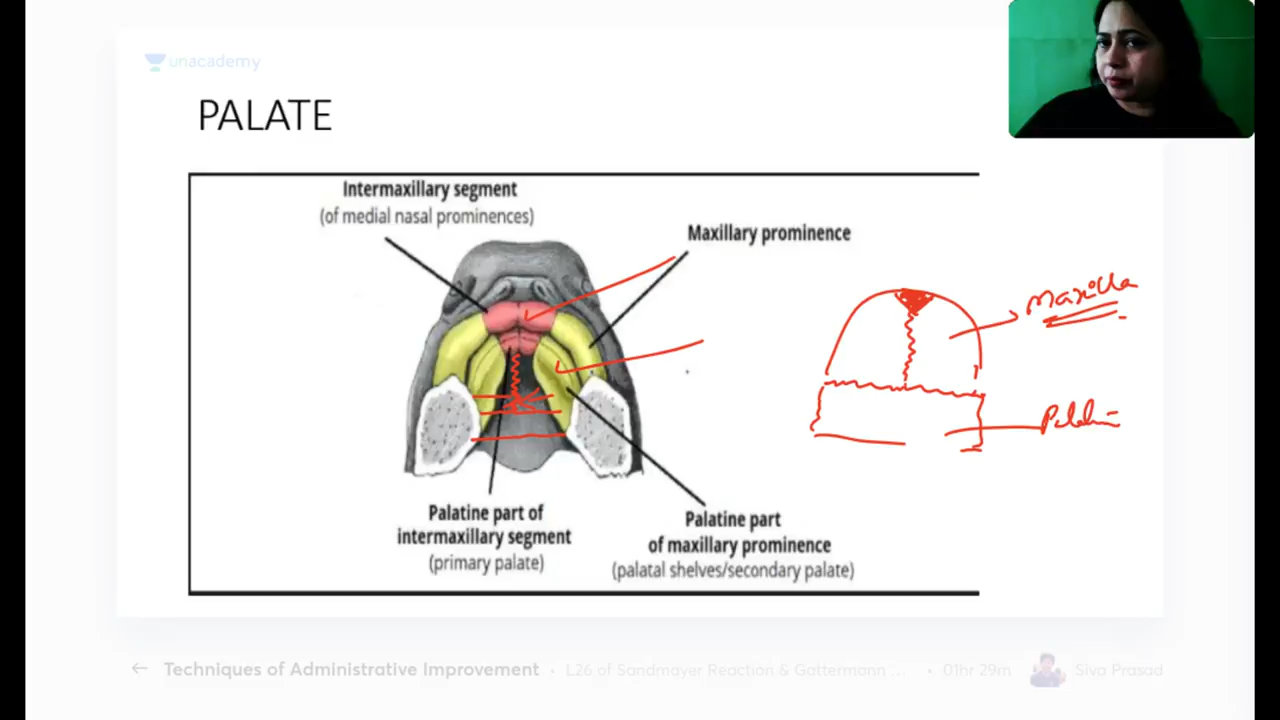 unacademy
PALATE
Intermaxillary segment
(of medial nasal prominences)
Maxillary prominence
Maxilla
Palatine part of
intermaxillary segment
(primary palate)
Palatine part
of maxillary prominence
(palatal shelves/secondary palate)
Techniques of Administrative Improvement • L26 of Sandmayer Reaction & Gattermann ... • 01hr 29m Siva Prasad